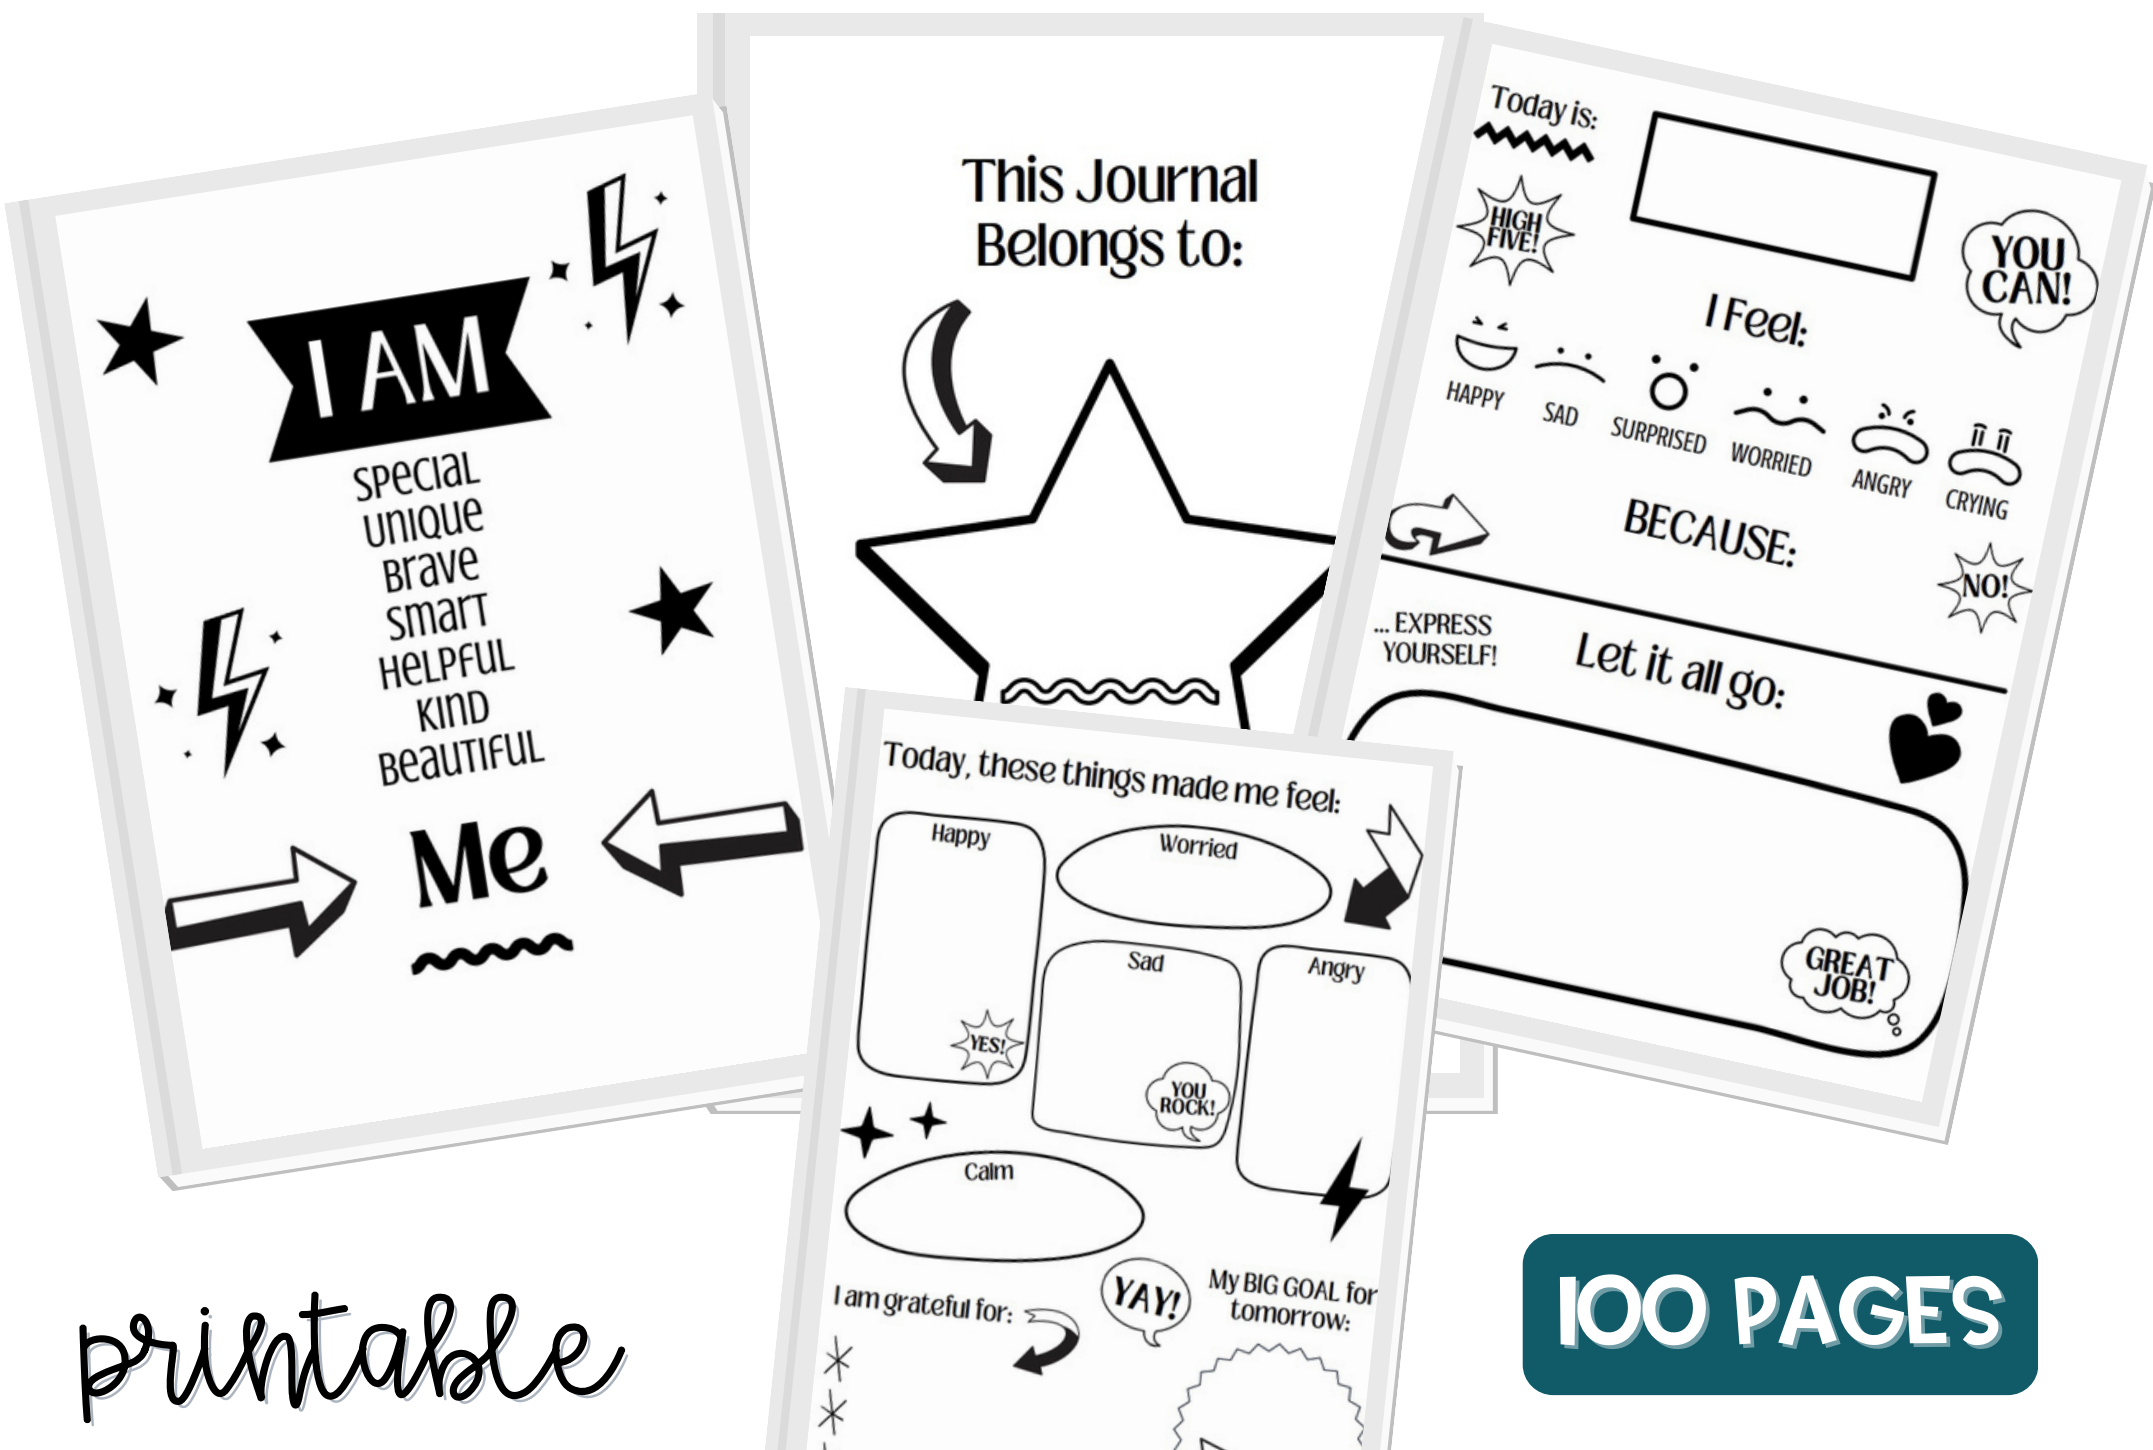 I AM
SPECIAL
UNIQUE
BRAVE
SMART
HELPFUL
KIND
BEAUTIFUL
Me
This Journal
Belongs to:
Today is:
HIGH
FIVE!
YOU
CAN!
I Feel:
HAPPY
SAD
SURPRISED
WORRIED
ANGRY
CRYING
BECAUSE:
NO!
... EXPRESS
YOURSELF!
Let it all go:
GREAT
JOB!
Today, these things made me feel:
Happy
Worried
Sad
Angry
YES!
YOU
ROCK!
Calm
I am grateful for:
YAY!
My BIG GOAL for
tomorrow:
printable
100 PAGES